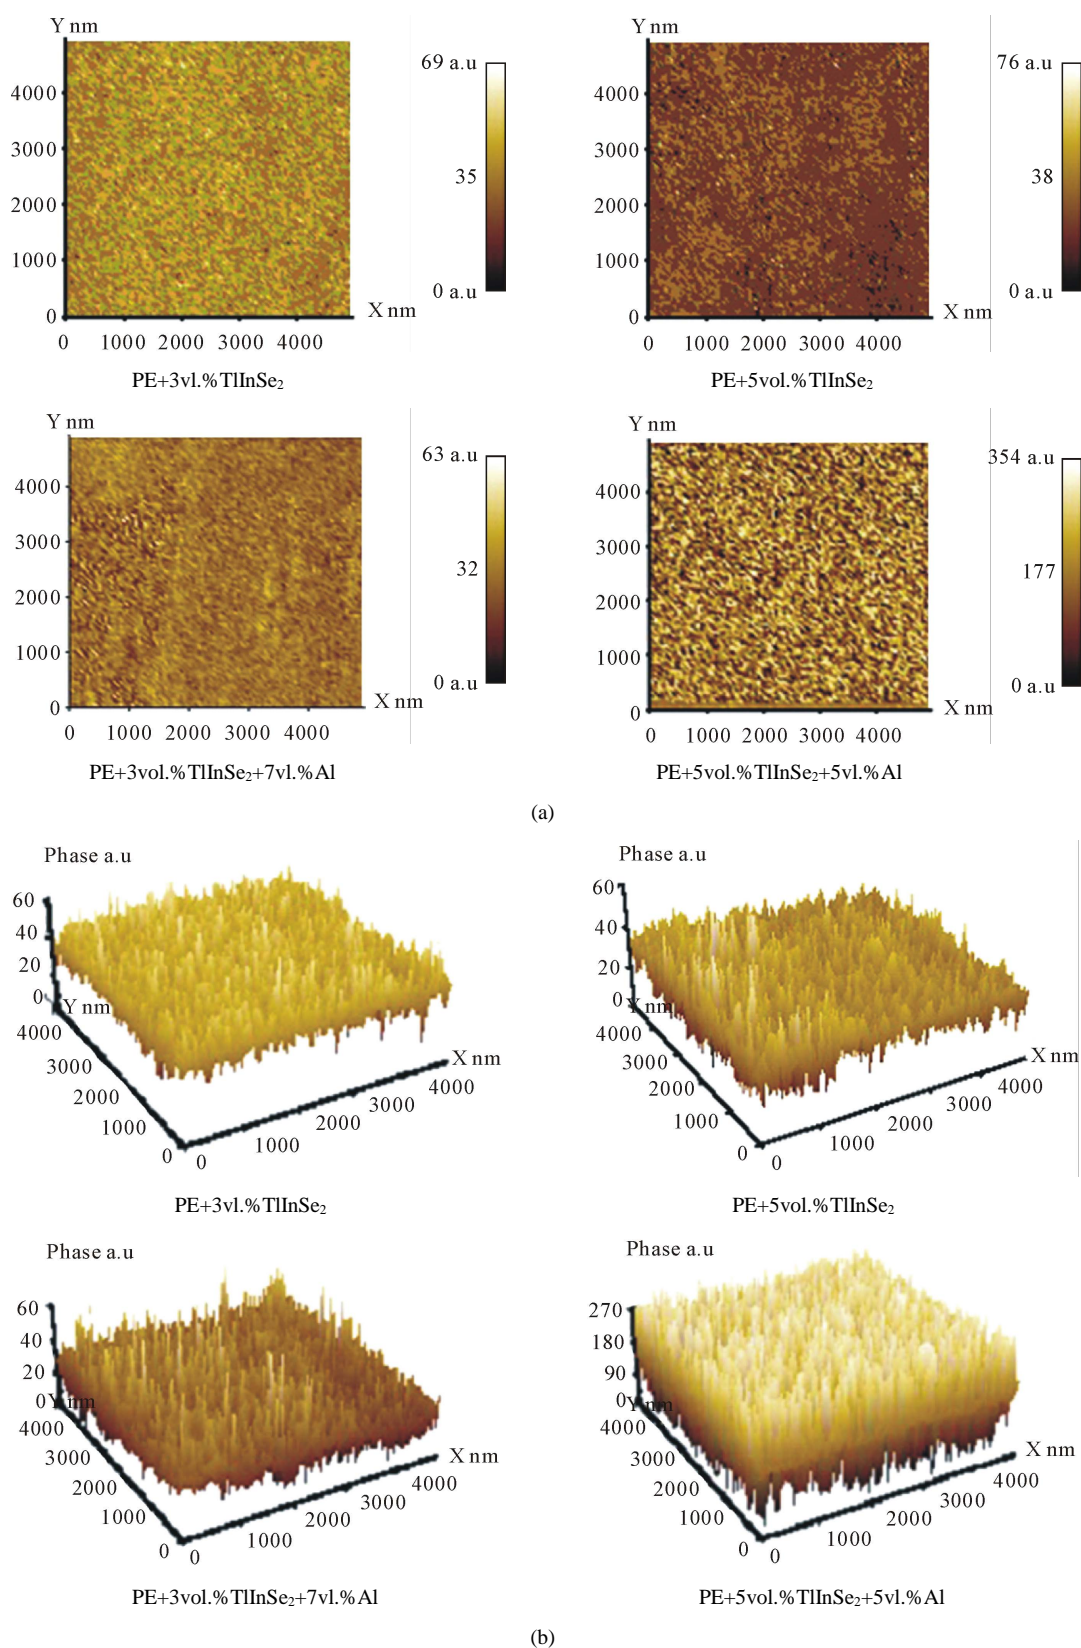 Y nm
69 a.u
4000
3000
35
2000
1000
0 a.u
0
X nm
0 1000 2000 3000 4000
PE+3vl.%TlInSe₂
Y nm
76 a.u
4000
3000
38
2000
1000
0 a.u
0
X nm
0 1000 2000 3000 4000
PE+5vol.%TlInSe₂
Y nm
63 a.u
4000
3000
32
2000
1000
0 a.u
0
X nm
0 1000 2000 3000 4000
PE+3vol.%TlInSe₂+7vl.%Al
Y nm
354 a.u
4000
3000
177
2000
1000
0 a.u
0
X nm
0 1000 2000 3000 4000
PE+5vol.%TlInSe₂+5vl.%Al
(a)
Phase a.u
60
40
20
0
Y nm
4000
3000
2000
1000
0
0
1000
2000
3000
4000
X nm
PE+3vl.%TlInSe₂
Phase a.u
60
40
20
0
Y nm
4000
3000
2000
1000
0
0
1000
2000
3000
4000
X nm
PE+5vol.%TlInSe₂
Phase a.u
60
40
20
0
Y nm
4000
3000
2000
1000
0
0
1000
2000
3000
4000
X nm
PE+3vol.%TlInSe₂+7vl.%Al
Phase a.u
270
180
90
0
Y nm
4000
3000
2000
1000
0
0
1000
2000
3000
4000
X nm
PE+5vol.%TlInSe₂+5vl.%Al
(b)